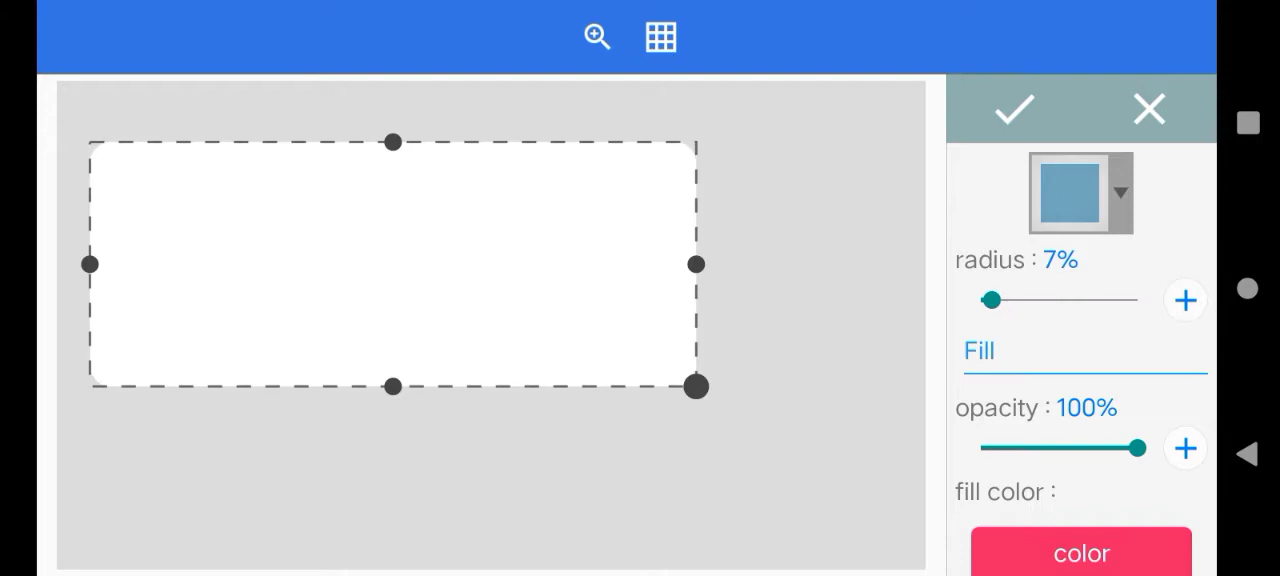 radius : 7%
Fill
opacity : 100%
fill color :
color